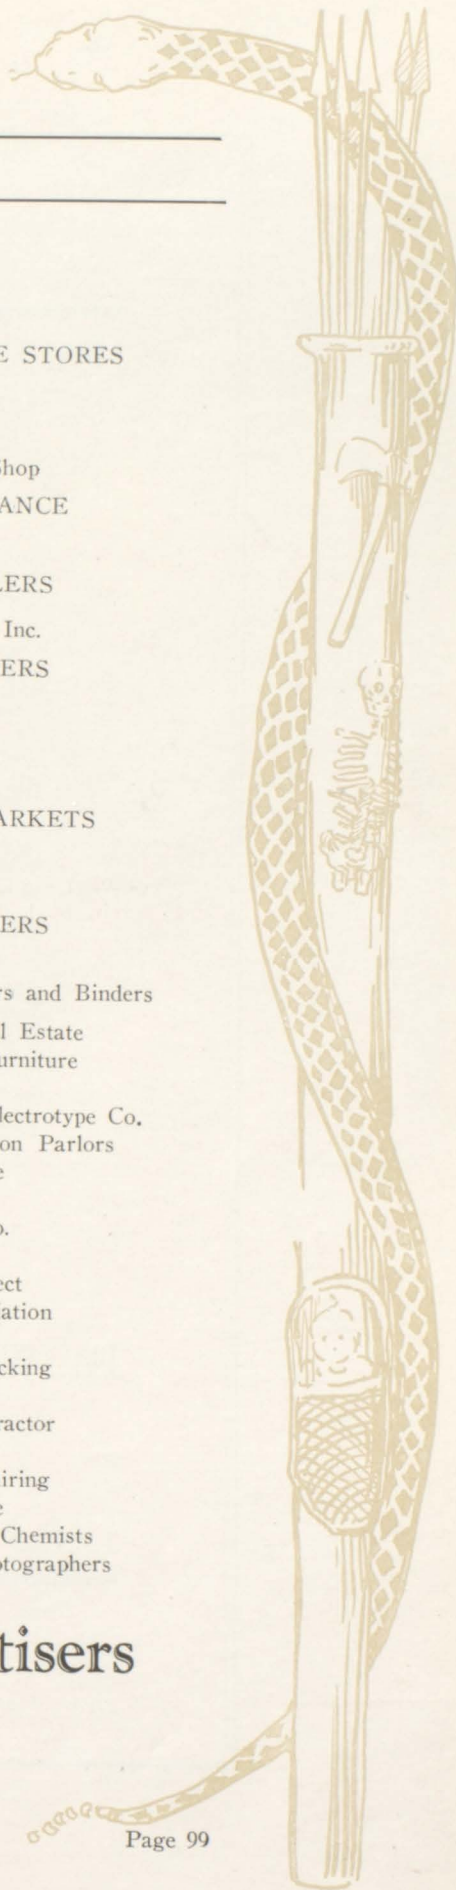 E STORES
Shop
ANCE
LERS
Inc.
ERS
ARKETS
ERS
rs and Binders
l Estate
urniture
lectrotype Co.
on Parlors
e
o.
ect
ation
cking
ractor
iring
e
Chemists
otographers
tisers
Page 99